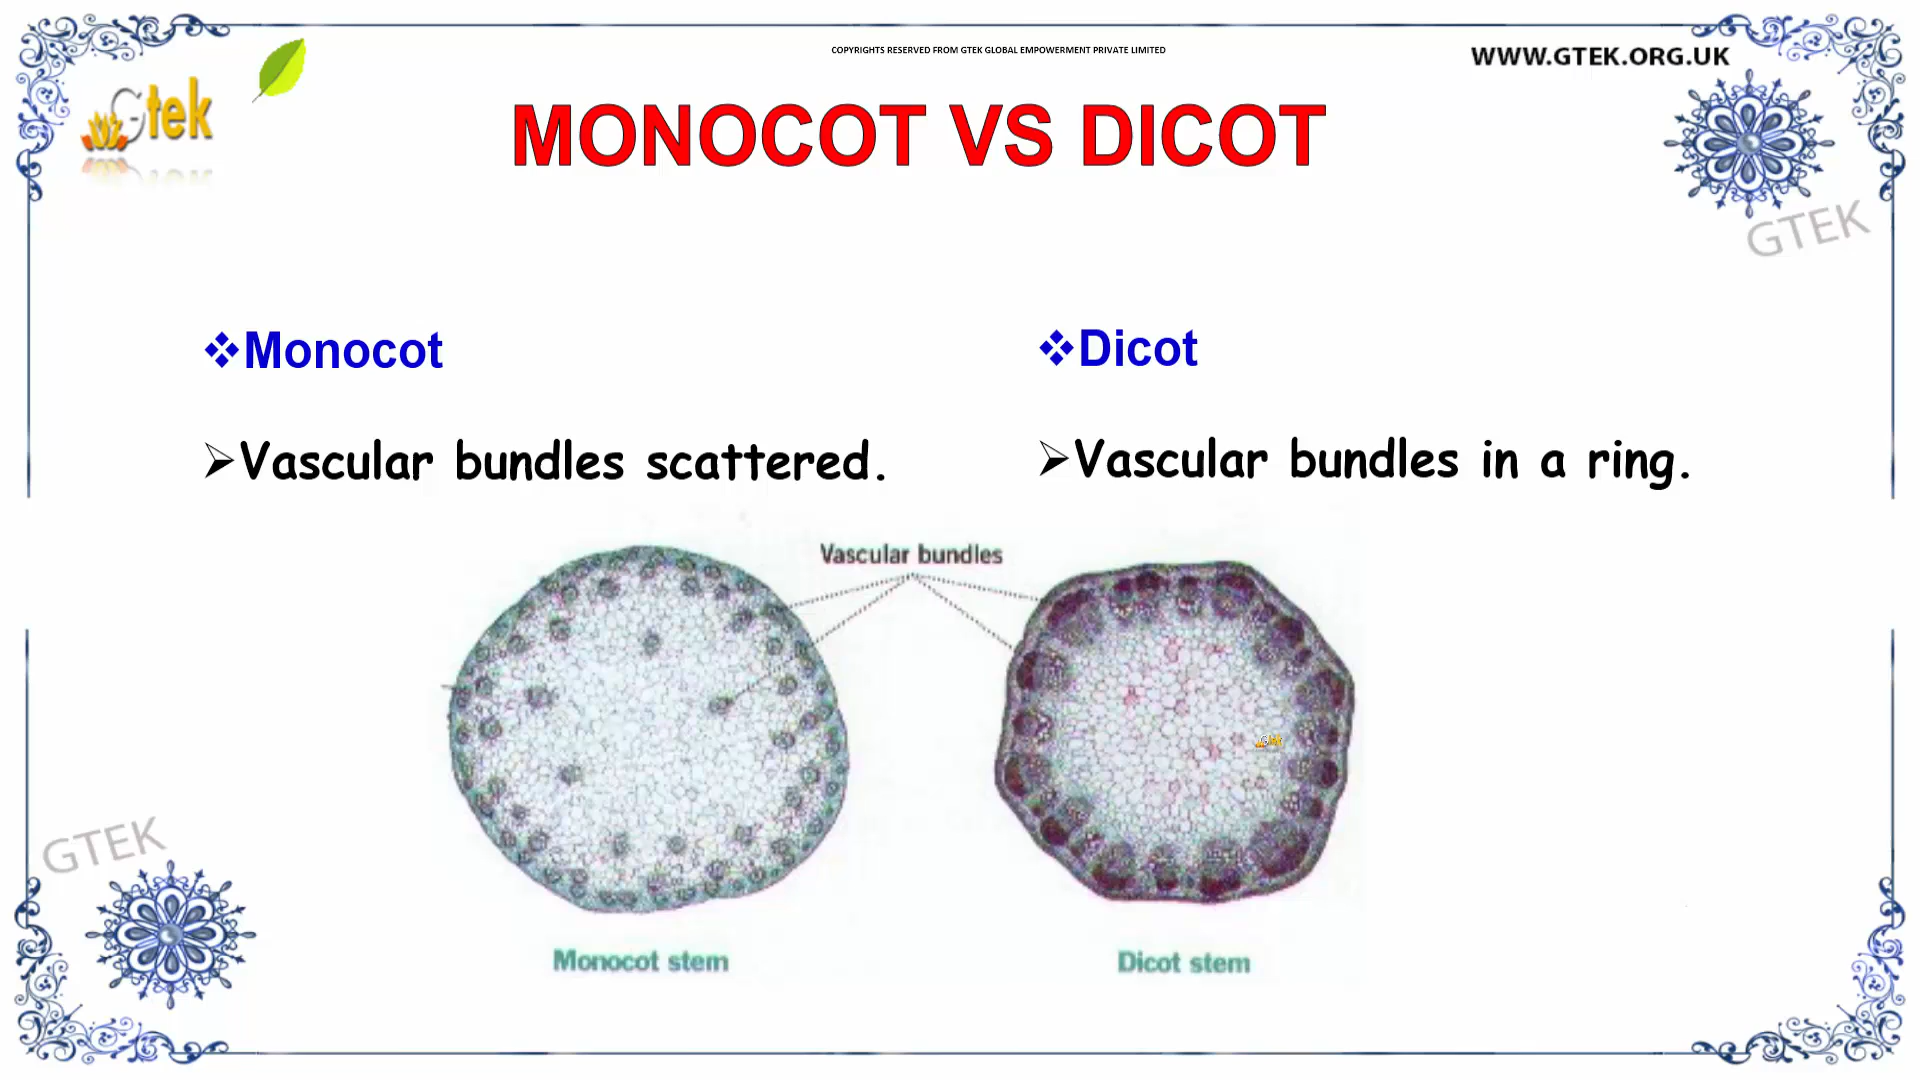 COPYRIGHTS RESERVED FROM GTEK GLOBAL EMPOWERMENT PRIVATE LIMITED
WWW.GTEK.ORG.UK
Gtek
MONOCOT VS DICOT
GTEK
❖Monocot
❖Dicot
➢Vascular bundles scattered.
➢Vascular bundles in a ring.
Vascular bundles
Gtek
GTEK
Monocot stem
Dicot stem